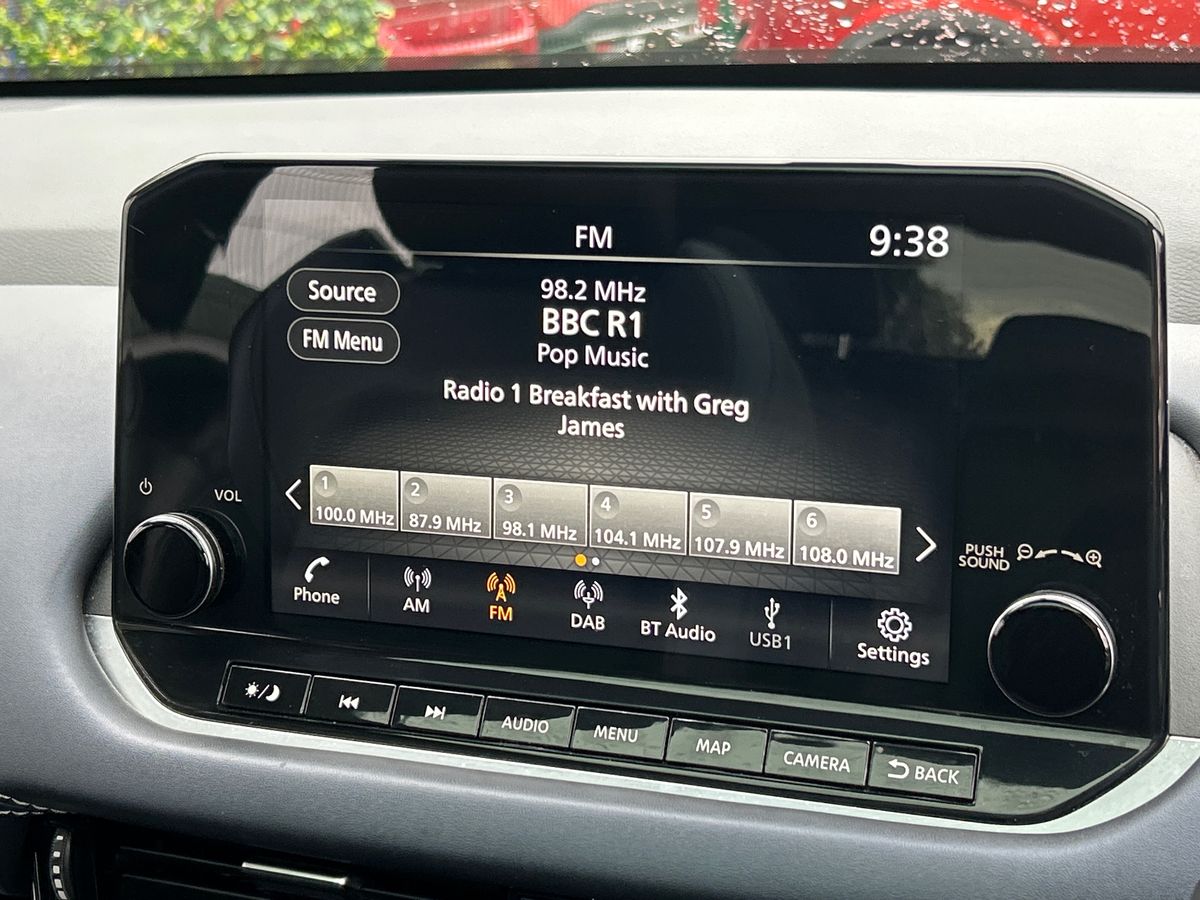 FM
9:38
Source
98.2 MHz
BBC R1
FM Menu
Pop Music
Radio 1 Breakfast with Greg
James
VOL
1
100.0 MHz
2
87.9 MHz
3
98.1 MHz
4
104.1 MHz
5
107.9 MHz
6
108.0 MHz
PUSH
SOUND
Phone
AM
FM
DAB
BT Audio
USB1
Settings
AUDIO
MENU
MAP
CAMERA
BACK